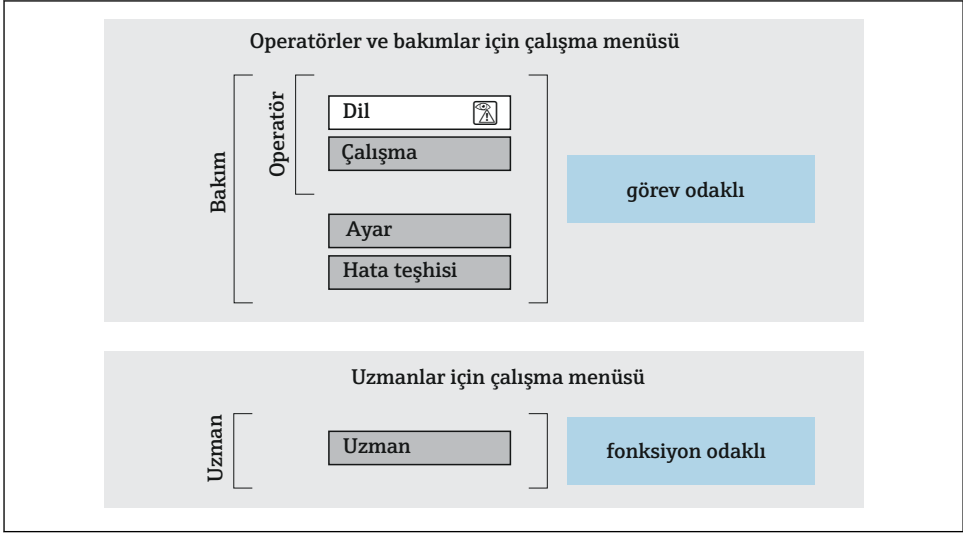 Operatörler ve bakımlar için çalışma menüsü
Bakım
Operatör
Dil
Çalışma
Ayar
Hata teşhisi
görev odaklı
Uzmanlar için çalışma menüsü
Uzman
Uzman
fonksiyon odaklı